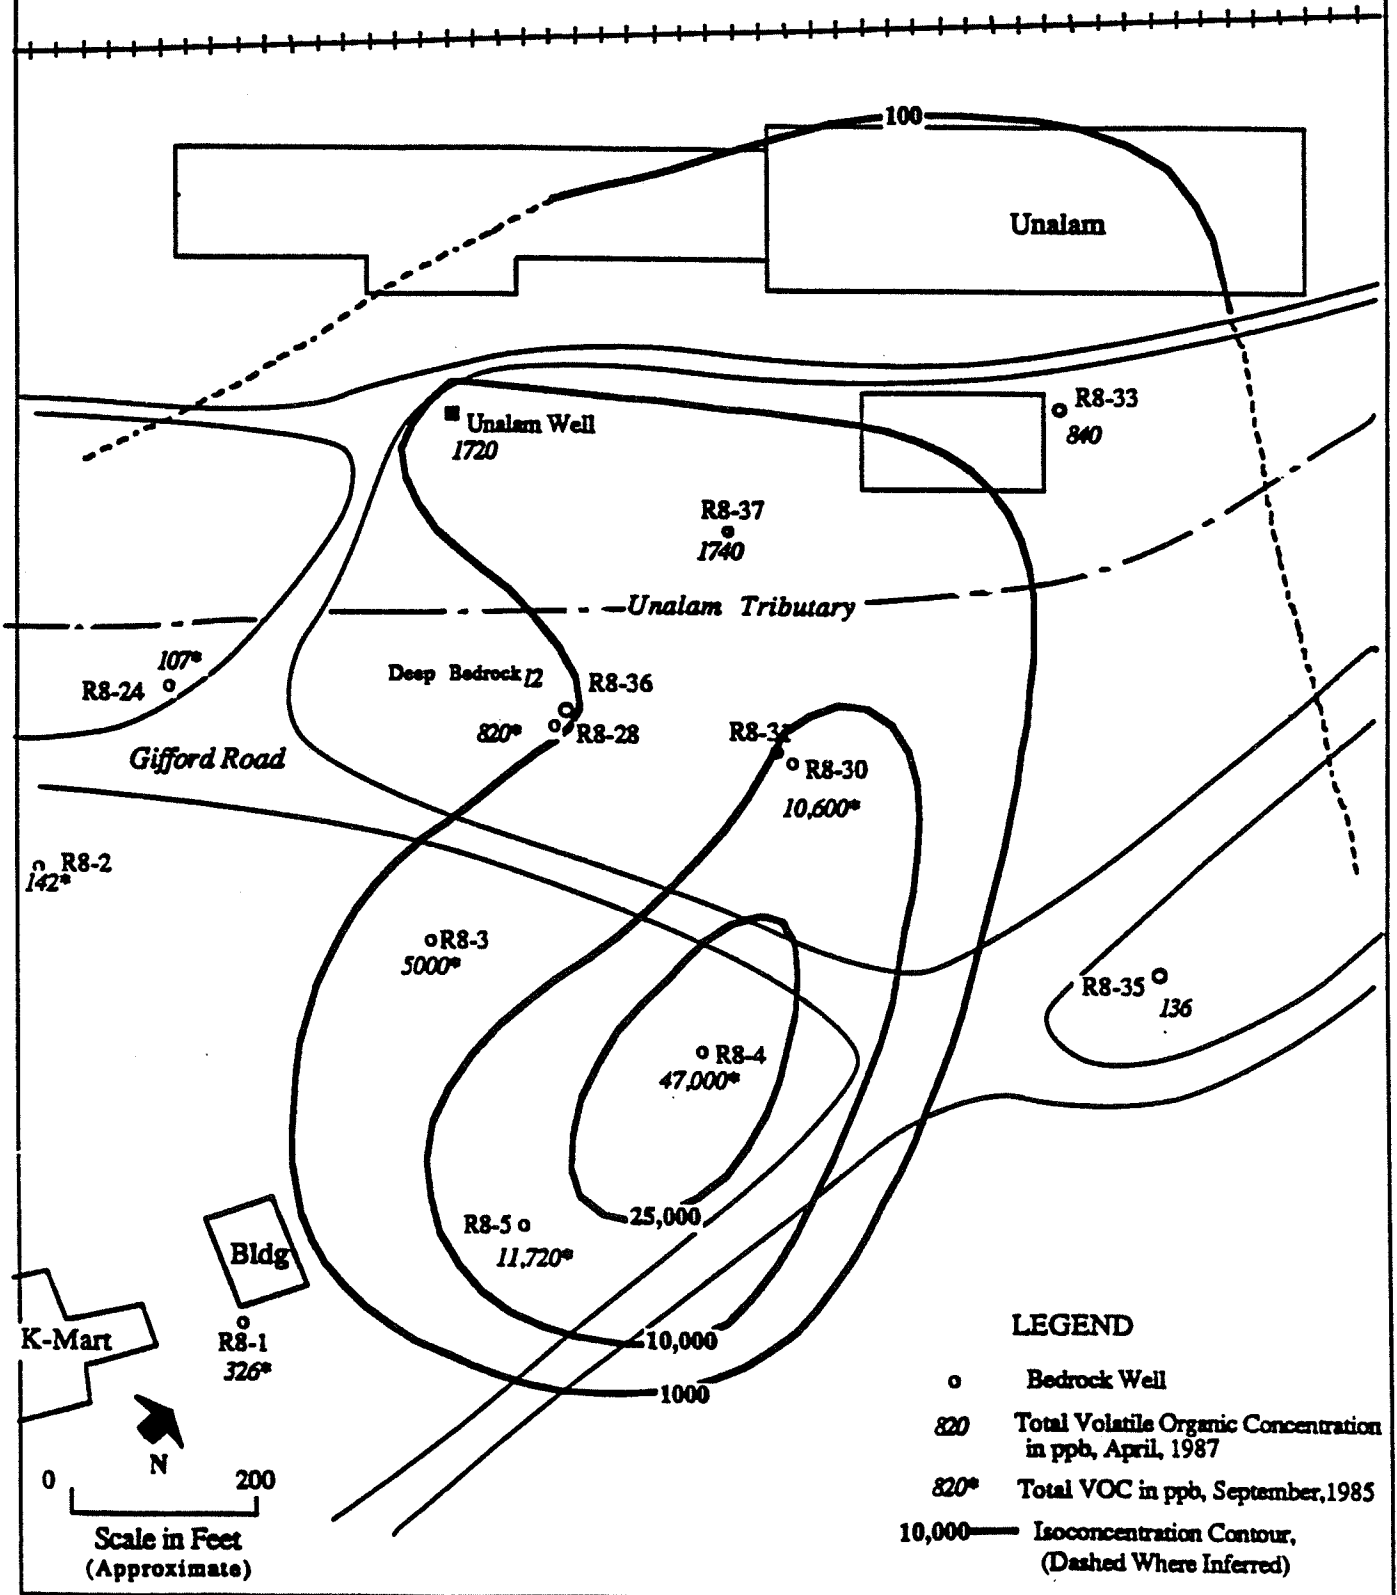 100
Unalam
R8-33
840
Unalam Well
1720
R8-37
1740
Unalam Tributary
107*
R8-24
Deep Bedrock 12
R8-36
820*
R8-28
R8-31
R8-30
10,600*
Gifford Road
R8-2
142*
R8-3
5000*
R8-35
136
R8-4
47,000*
25,000
R8-5
11,720*
Bldg
K-Mart
R8-1
326*
10,000
1000
N
0 200
Scale in Feet
(Approximate)
LEGEND
Bedrock Well
820 Total Volatile Organic Concentration
in ppb, April, 1987
820* Total VOC in ppb, September,1985
10,000 Isoconcentration Contour,
(Dashed Where Inferred)